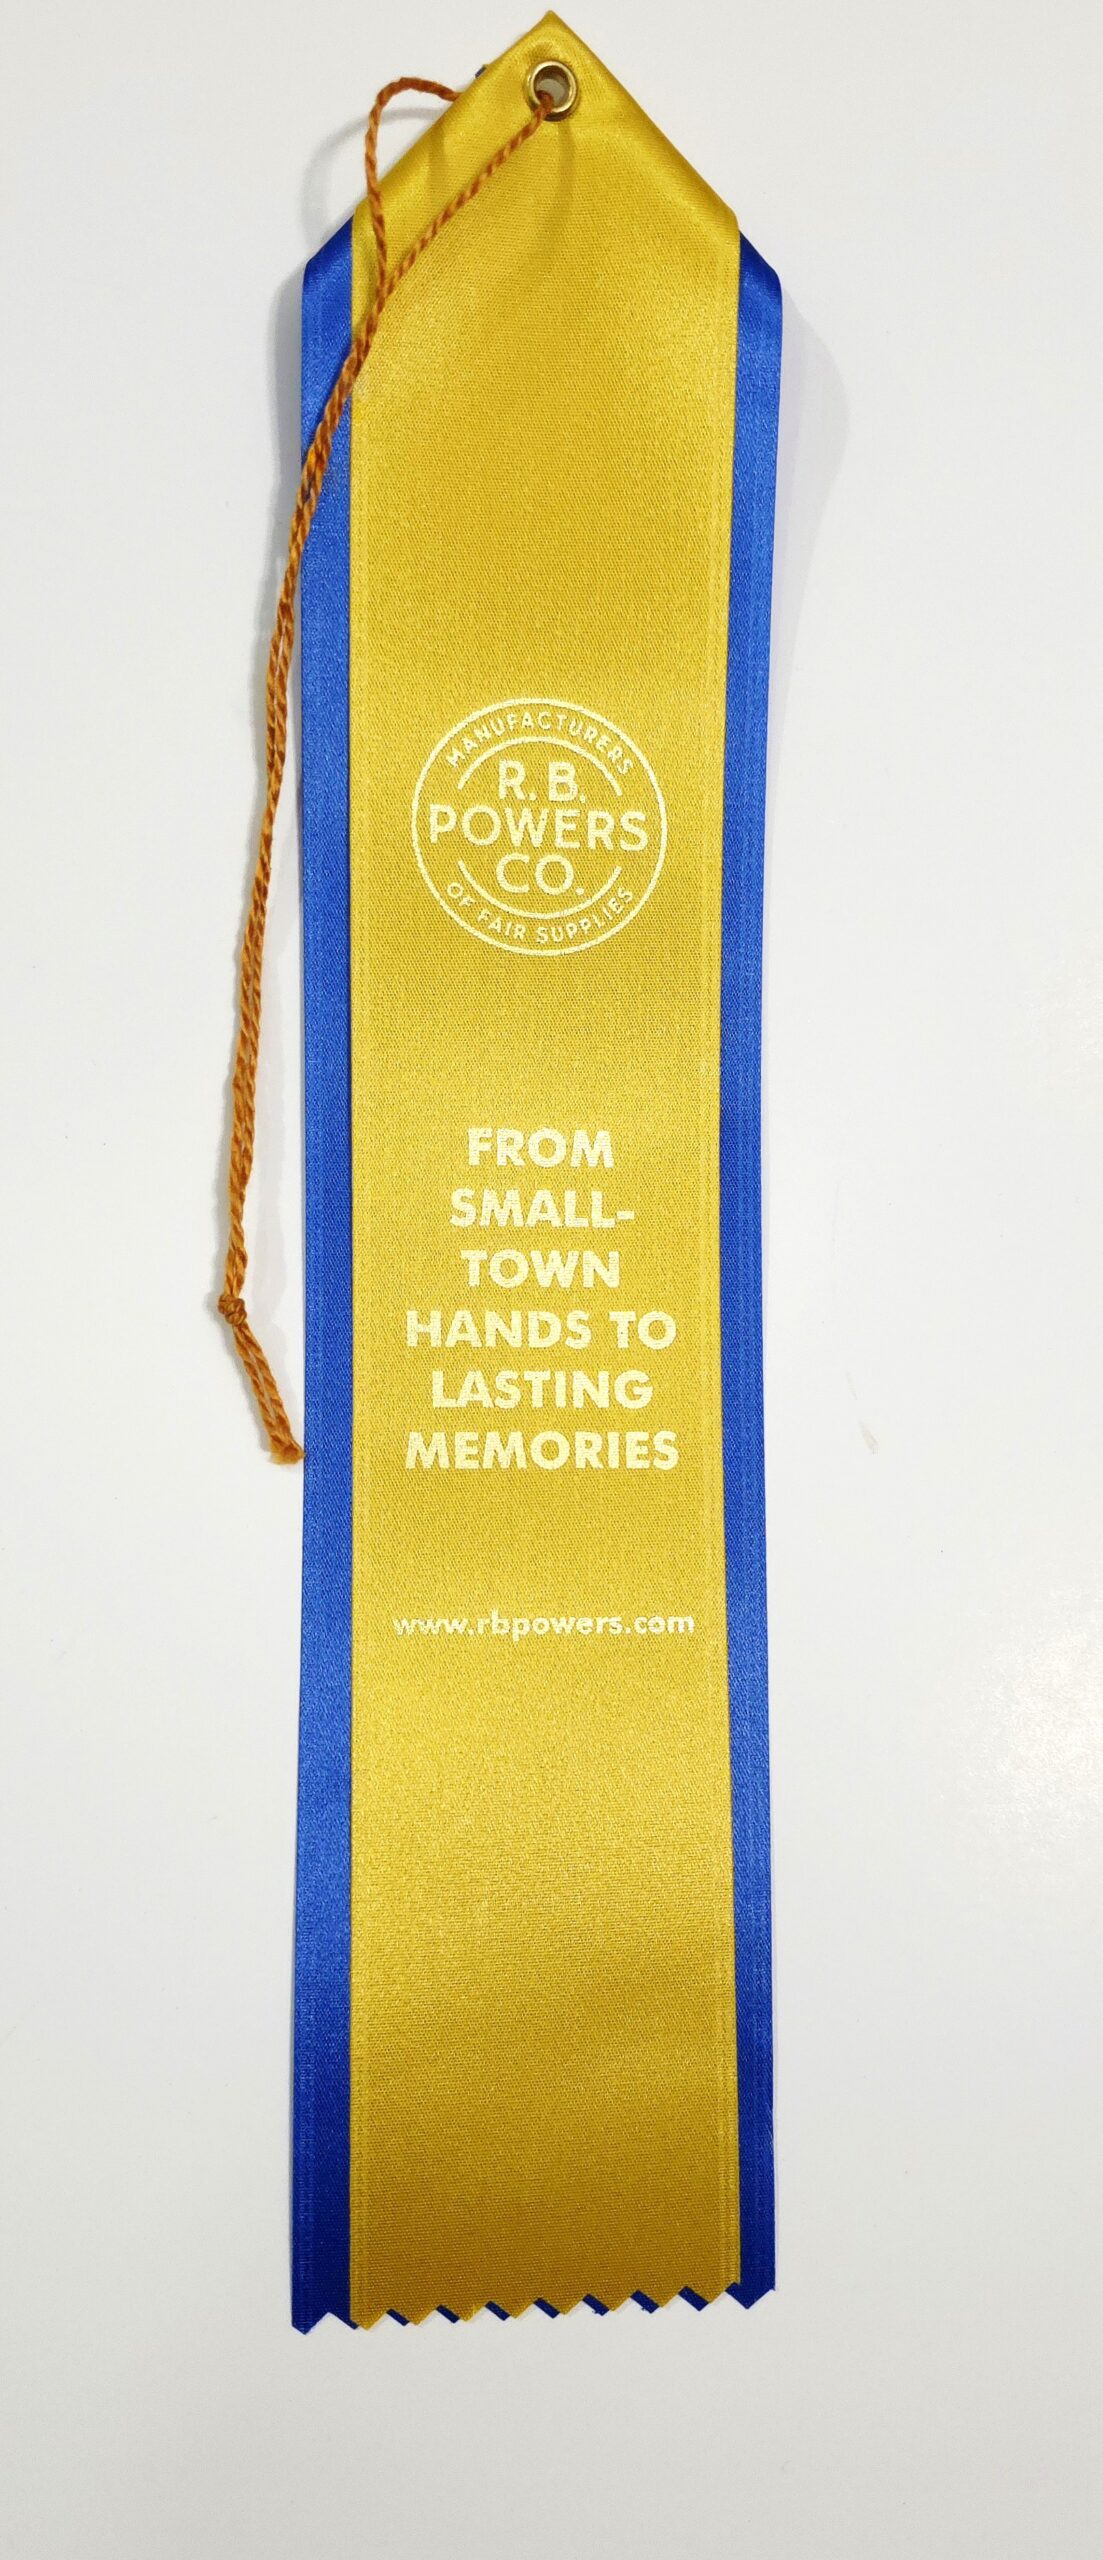 MANUFACTURERS
R. B.
POWERS
CO.
OF FAIR SUPPLIES
FROM
SMALL-
TOWN
HANDS TO
LASTING
MEMORIES
www.rbpowers.com